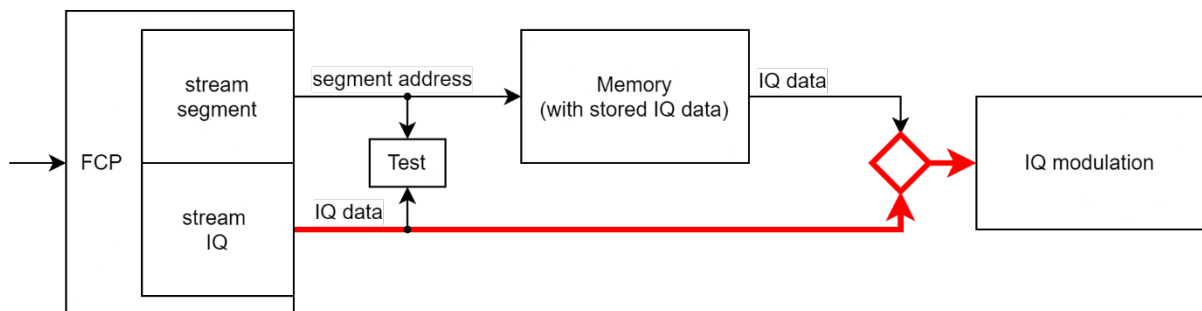 stream
segment
segment address
Memory
(with stored IQ data)
IQ data
FCP
Test
IQ modulation
stream
IQ
IQ data